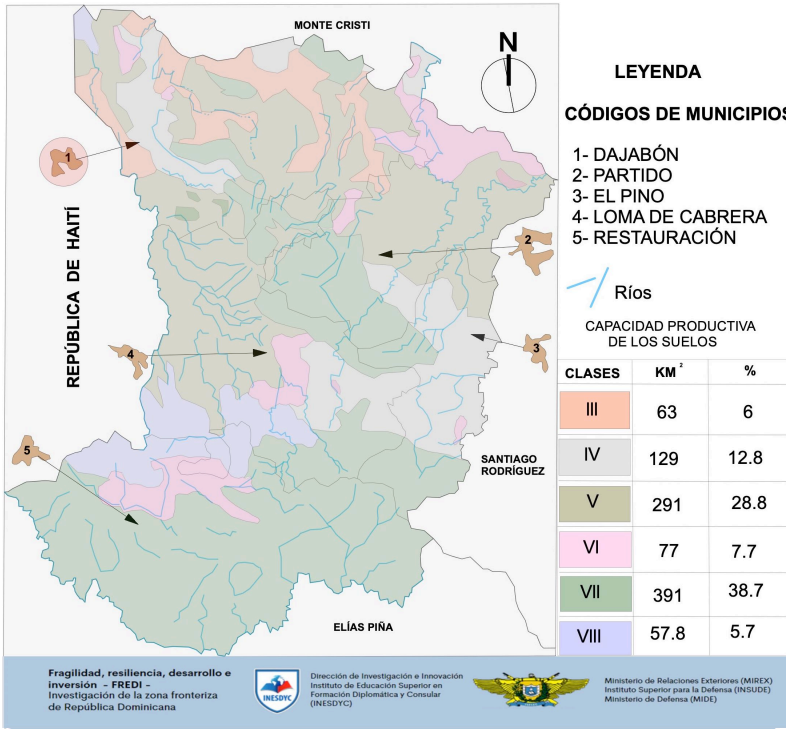 MONTE CRISTI
N
LEYENDA
CÓDIGOS DE MUNICIPIOS
1- DAJABÓN
2- PARTIDO
3- EL PINO
4- LOMA DE CABRERA
5- RESTAURACIÓN
Ríos
CAPACIDAD PRODUCTIVA
DE LOS SUELOS
CLASES KM ² %
III 63 6
IV 129 12.8
V 291 28.8
VI 77 7.7
VII 391 38.7
VIII 57.8 5.7
1
2
3
4
5
REPÚBLICA DE HAITÍ
SANTIAGO
RODRÍGUEZ
ELÍAS PIÑA
Fragilidad, resiliencia, desarrollo e
inversión - FREDI -
Investigación de la zona fronteriza
de República Dominicana
INESDYC
Dirección de Investigación e Innovación
Instituto de Educación Superior en
Formación Diplomática y Consular
(INESDYC)
Ministerio de Relaciones Exteriores (MIREX)
Instituto Superior para la Defensa (INSUDE)
Ministerio de Defensa (MIDE)